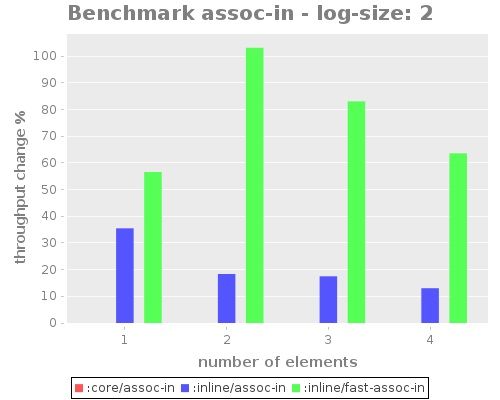 Benchmark assoc-in - log-size: 2
throughput change %
100
90
80
70
60
50
40
30
20
10
0
1 2 3 4
number of elements
:core/assoc-in :inline/assoc-in :inline/fast-assoc-in